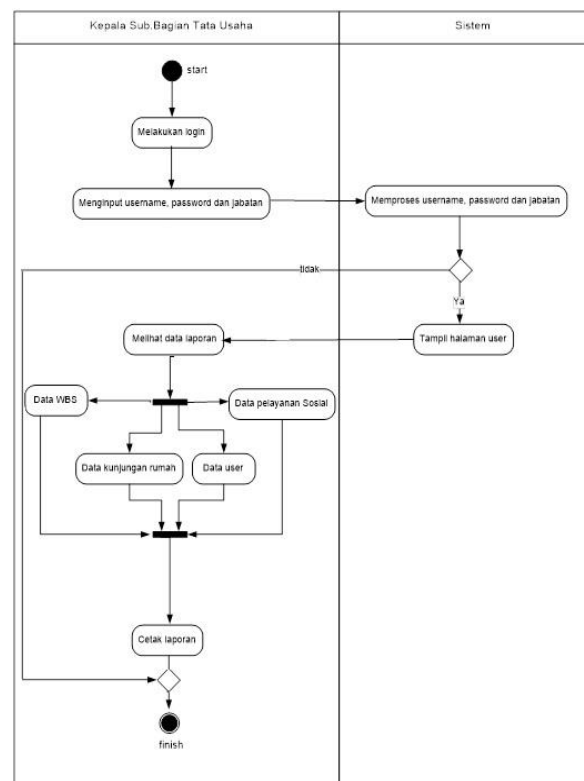 Kepala Sub.Bagian Tata Usaha
Sistem
start
Melakukan login
Menginput username, password dan jabatan
Memproses username, password dan jabatan
tidak
Ya
Melihat data laporan
Tampil halaman user
Data WBS
Data pelayanan Sosial
Data kunjungan rumah
Data user
Cetak laporan
finish